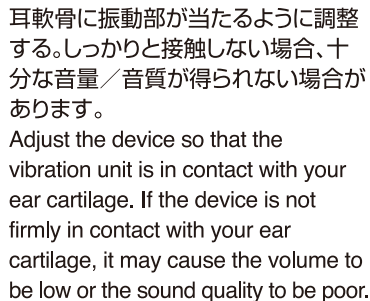 耳軟骨に振動部が当たるように調整
する。しっかりと接触しない場合、十
分な音量／音質が得られない場合が
あります。
Adjust the device so that the
vibration unit is in contact with your
ear cartilage. If the device is not
firmly in contact with your ear
cartilage, it may cause the volume to
be low or the sound quality to be poor.